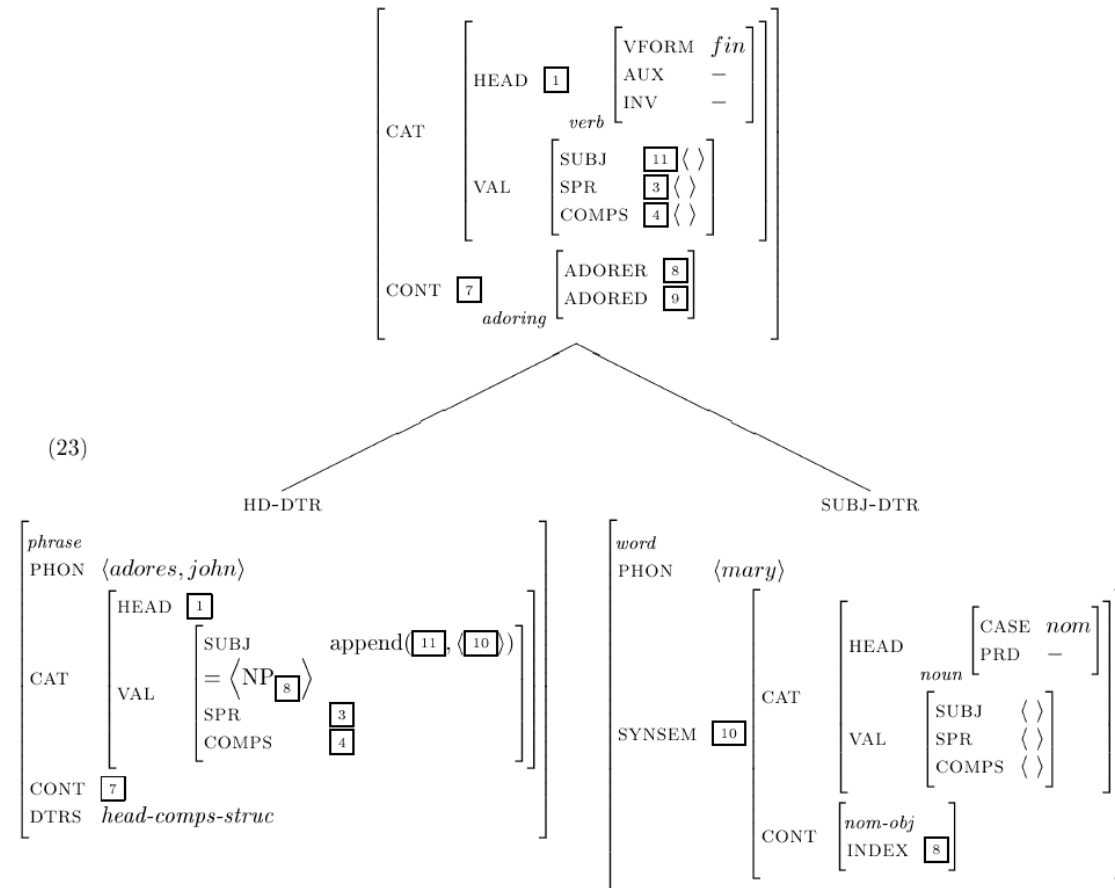 VFORM fin
HEAD 1 AUX −
INV −
verb
CAT
SUBJ 11 ⟨ ⟩
VAL SPR 3 ⟨ ⟩
COMPS 4 ⟨ ⟩
ADORER 8
CONT 7 ADORED 9
adoring
(23)
HD-DTR SUBJ-DTR
phrase
PHON ⟨adores, john⟩
HEAD 1
SUBJ append(11, ⟨10⟩)
CAT VAL = ⟨NP8⟩
SPR 3
COMPS 4
CONT 7
DTRS head-comps-struc
word
PHON ⟨mary⟩
CASE nom
HEAD PRD −
noun
CAT
SUBJ ⟨ ⟩
SYNSEM 10 VAL SPR ⟨ ⟩
COMPS ⟨ ⟩
nom-obj
CONT INDEX 8